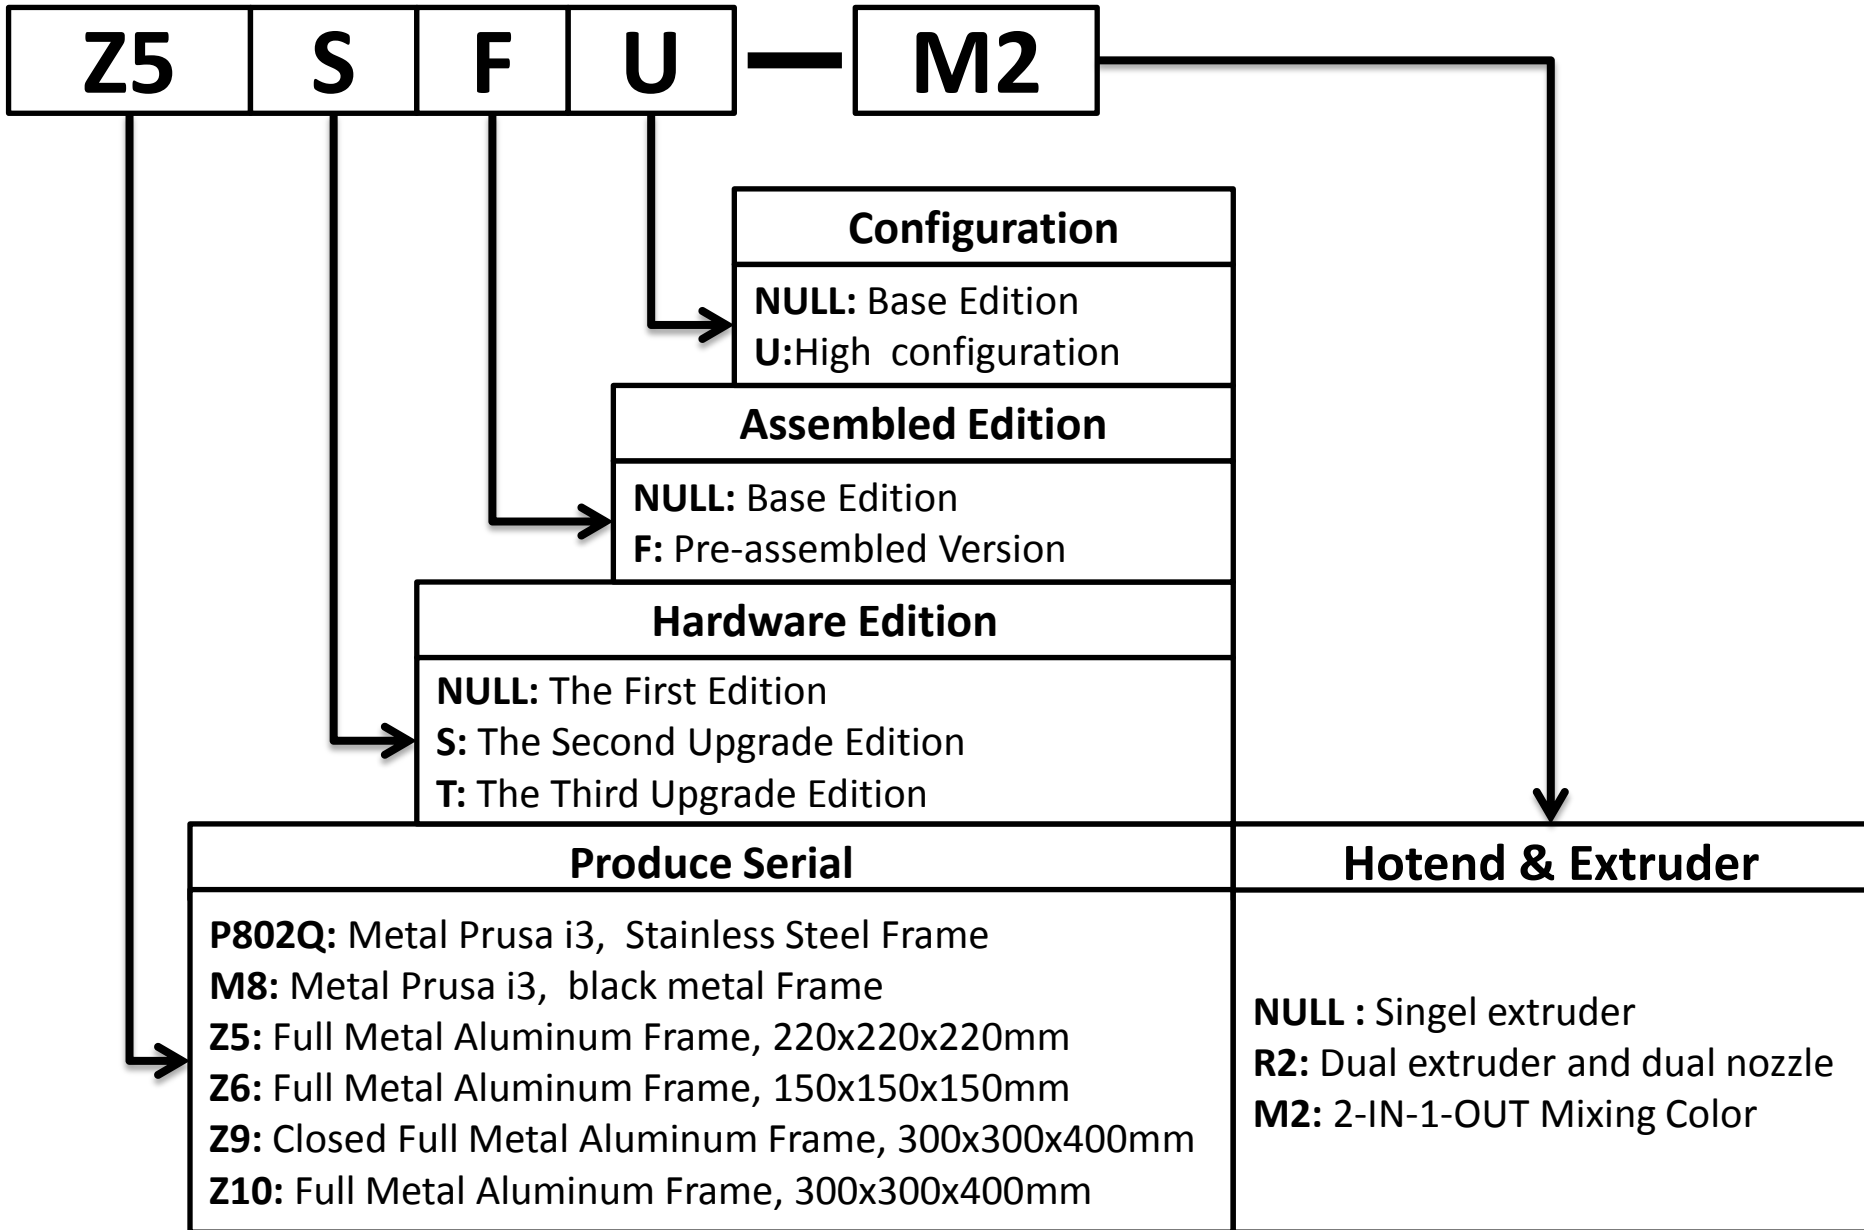 Z5 S F U — M2
Configuration
NULL: Base Edition
U:High  configuration
Assembled Edition
NULL: Base Edition
F: Pre-assembled Version
Hardware Edition
NULL: The First Edition
S: The Second Upgrade Edition
T: The Third Upgrade Edition
Produce Serial
P802Q: Metal Prusa i3,  Stainless Steel Frame
M8: Metal Prusa i3,  black metal Frame
Z5: Full Metal Aluminum Frame, 220x220x220mm
Z6: Full Metal Aluminum Frame, 150x150x150mm
Z9: Closed Full Metal Aluminum Frame, 300x300x400mm
Z10: Full Metal Aluminum Frame, 300x300x400mm
Hotend & Extruder
NULL : Singel extruder
R2: Dual extruder and dual nozzle
M2: 2-IN-1-OUT Mixing Color